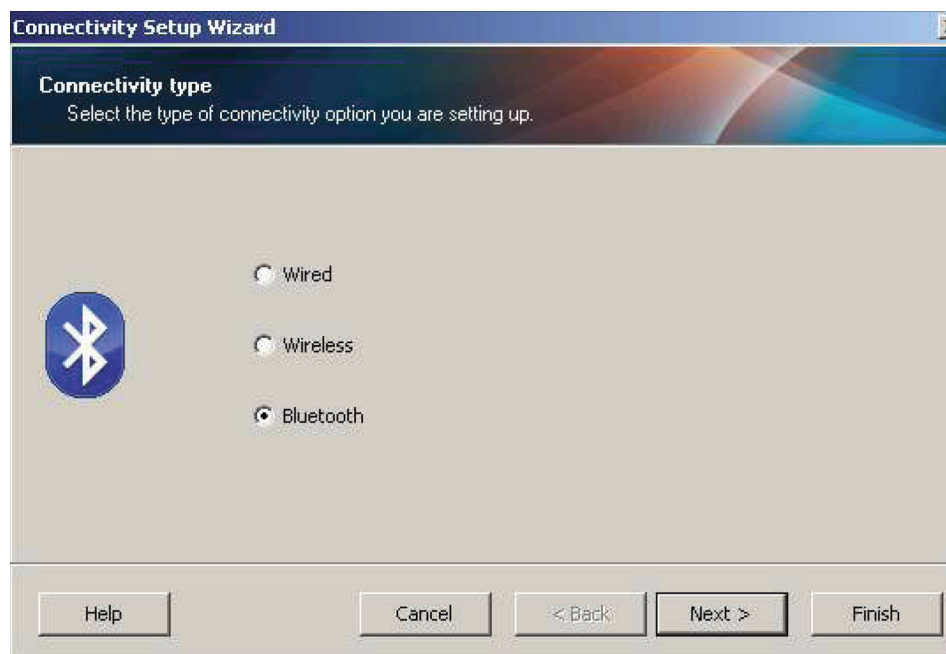 Connectivity Setup Wizard
Connectivity type
Select the type of connectivity option you are setting up.
Wired
Wireless
Bluetooth
Help
Cancel
< Back
Next >
Finish